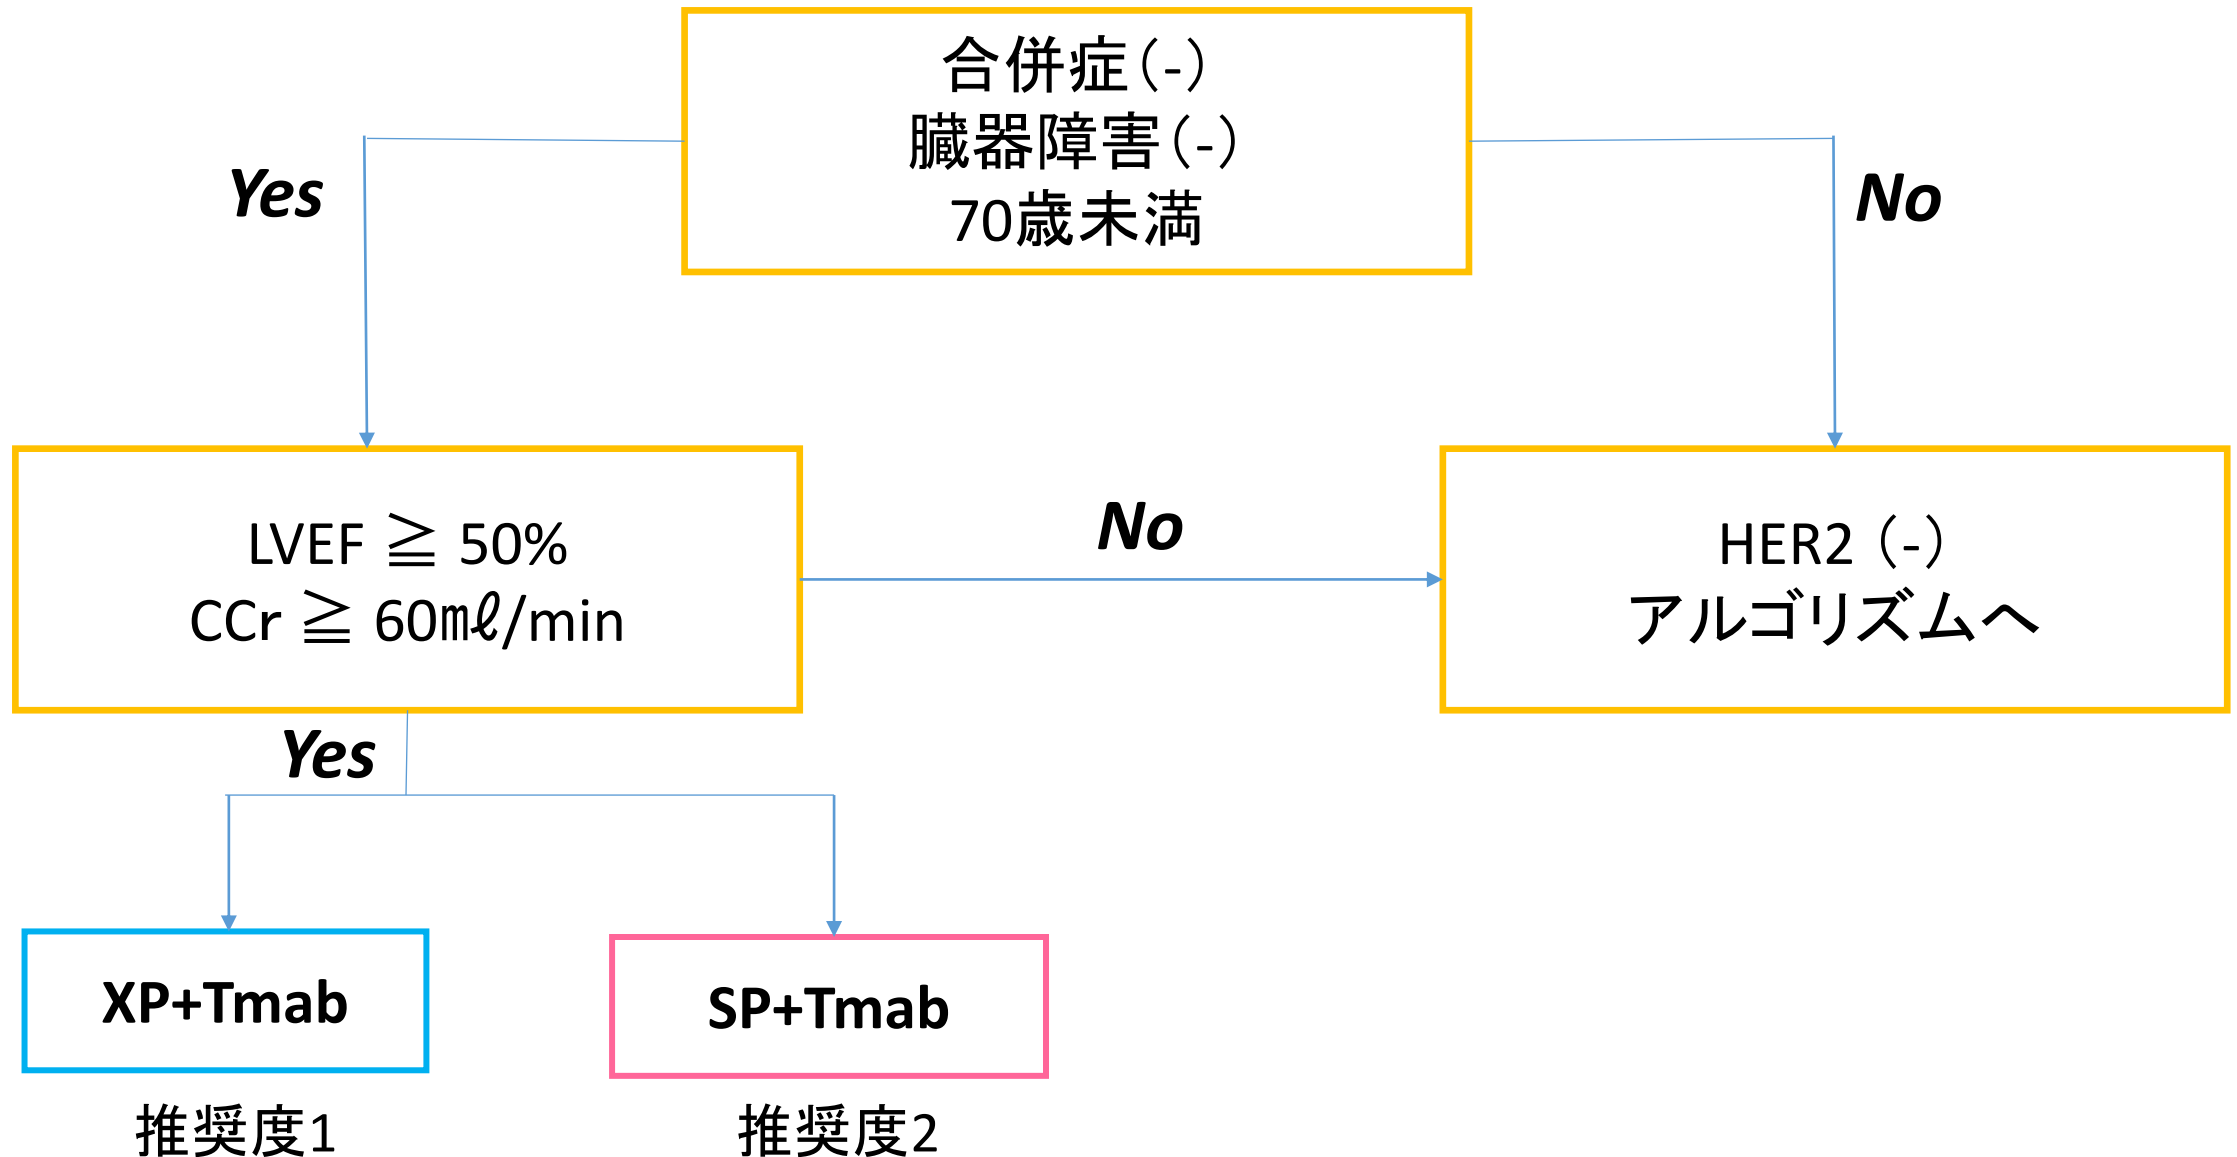 合併症(-)
臓器障害(-)
70歳未満
Yes
No
LVEF ≧ 50%
CCr ≧ 60㎖/min
No
HER2 (-)
アルゴリズムへ
Yes
XP+Tmab
SP+Tmab
推奨度1
推奨度2